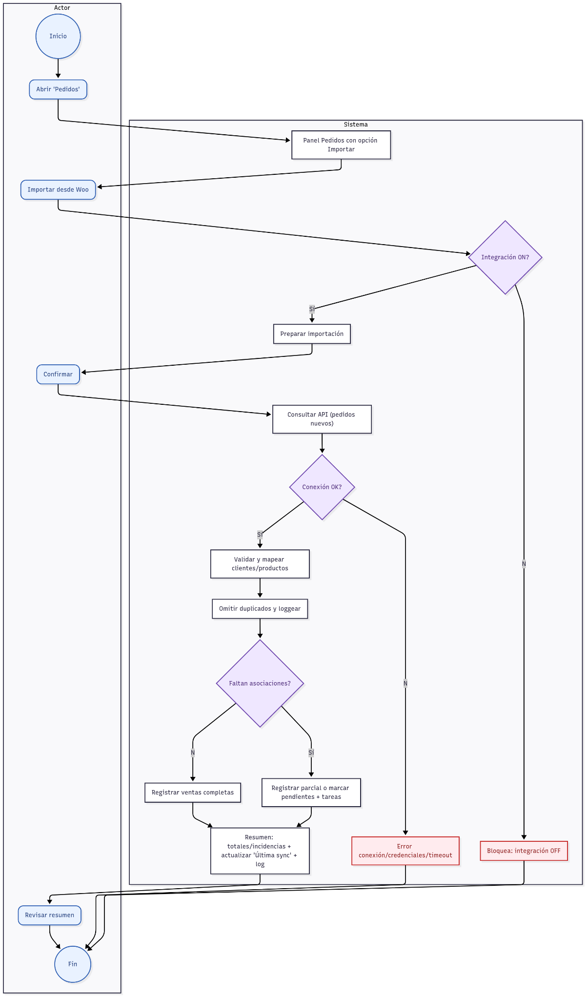 Actor
Inicio
Abrir 'Pedidos'
Sistema
Panel Pedidos con opción
Importar
Importar desde Woo
Integración ON?
Sí
Preparar importación
Confirmar
Consultar API (pedidos
nuevos)
Conexión OK?
Sí
Validar y mapear
clientes/productos
N
Omitir duplicados y loggear
Faltan asociaciones?
N
N
Sí
Registrar ventas completas
Registrar parcial o marcar
pendientes + tareas
Resumen:
totales/incidencias +
actualizar 'Última sync' +
log
Error
conexión/credenciales/timeout
Bloquea: integración OFF
Revisar resumen
Fin